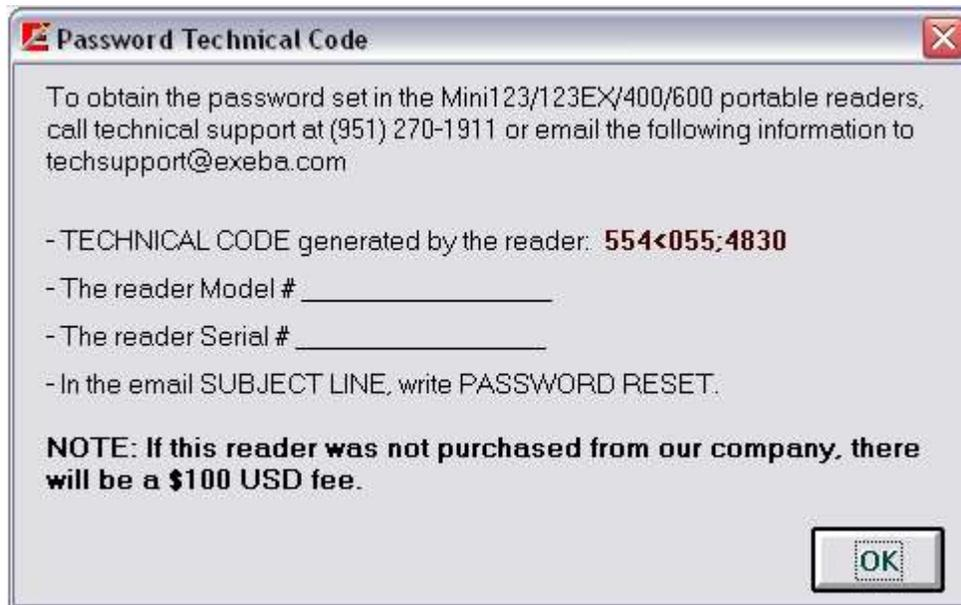 Password Technical Code
To obtain the password set in the Mini123/123EX/400/600 portable readers,
call technical support at (951) 270-1911 or email the following information to
techsupport@exeba.com
- TECHNICAL CODE generated by the reader: 554<055;4830
- The reader Model # ________________
- The reader Serial # ________________
- In the email SUBJECT LINE, write PASSWORD RESET.
NOTE: If this reader was not purchased from our company, there
will be a $100 USD fee.
OK